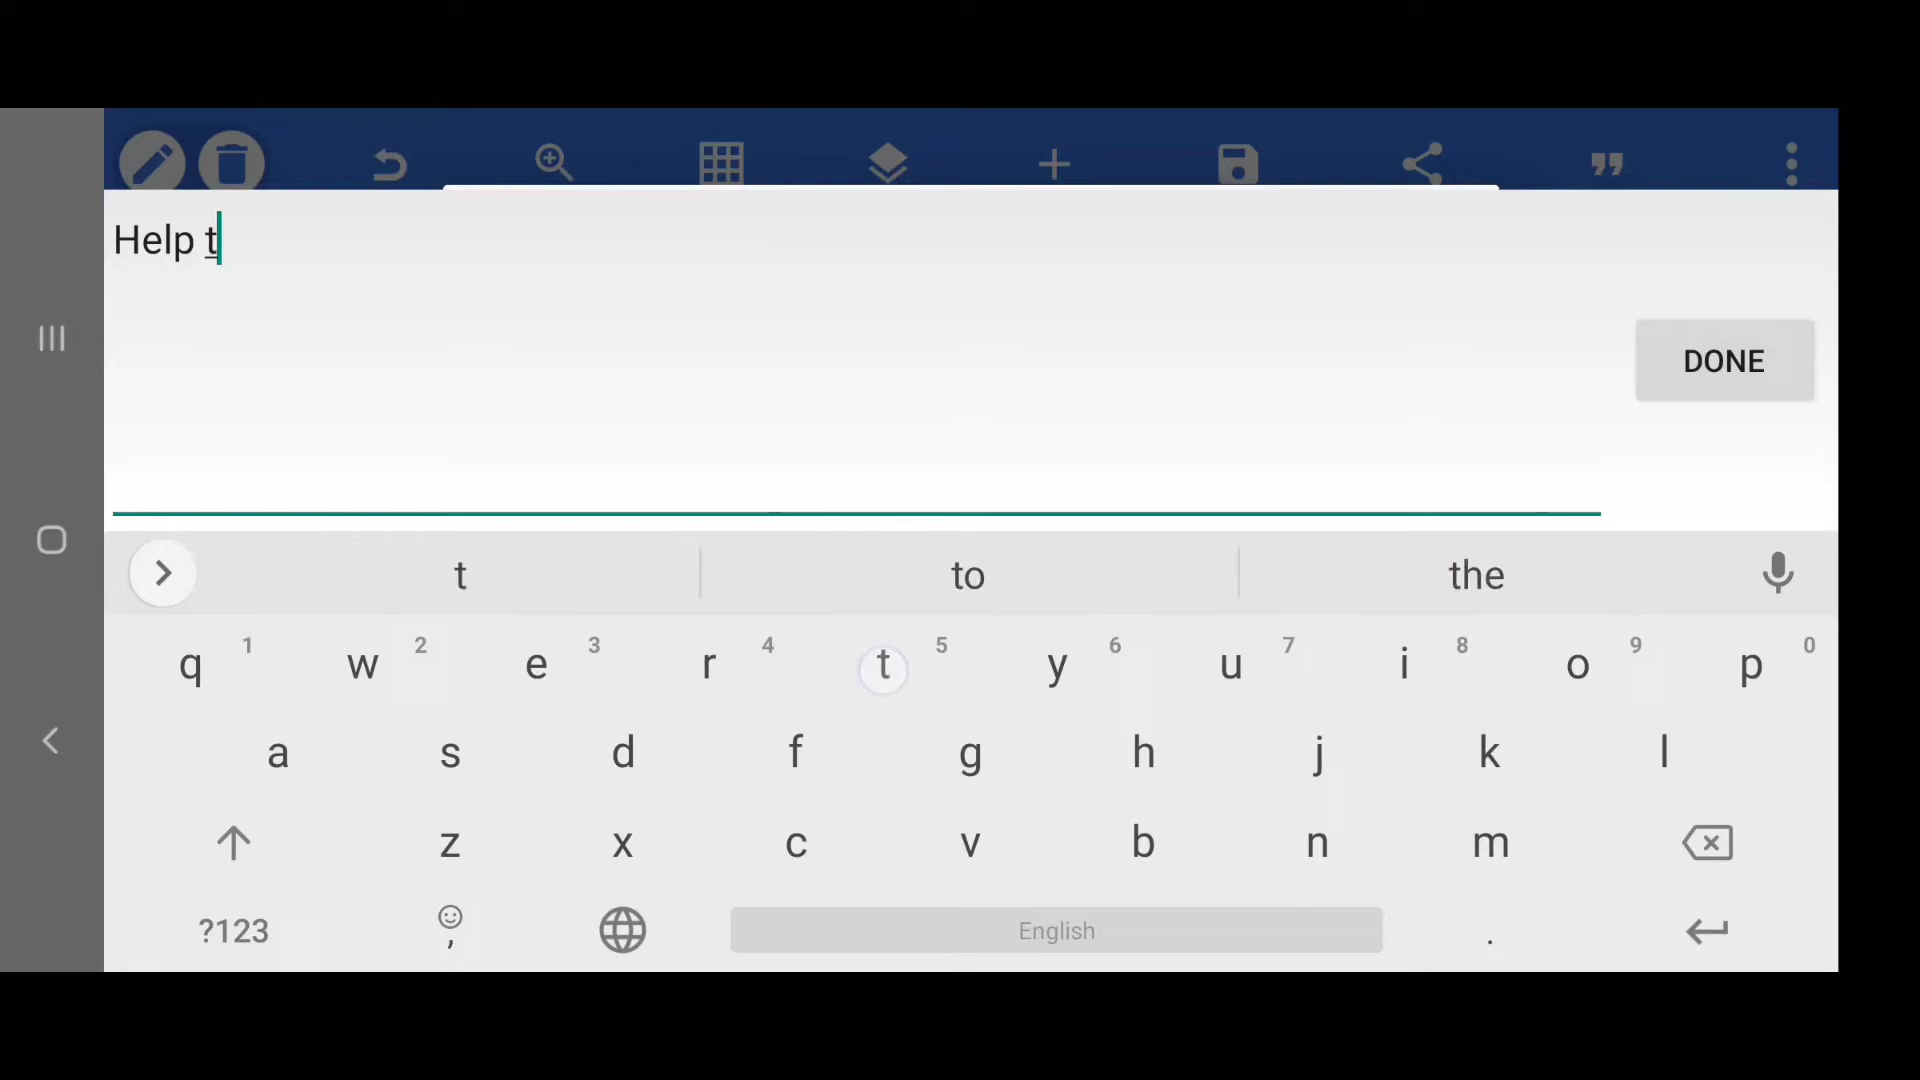 Help t
DONE
t to the
q 1 w 2 e 3 r 4 t 5 y 6 u 7 i 8 o 9 p 0
a s d f g h j k l
z x c v b n m
?123 , English .